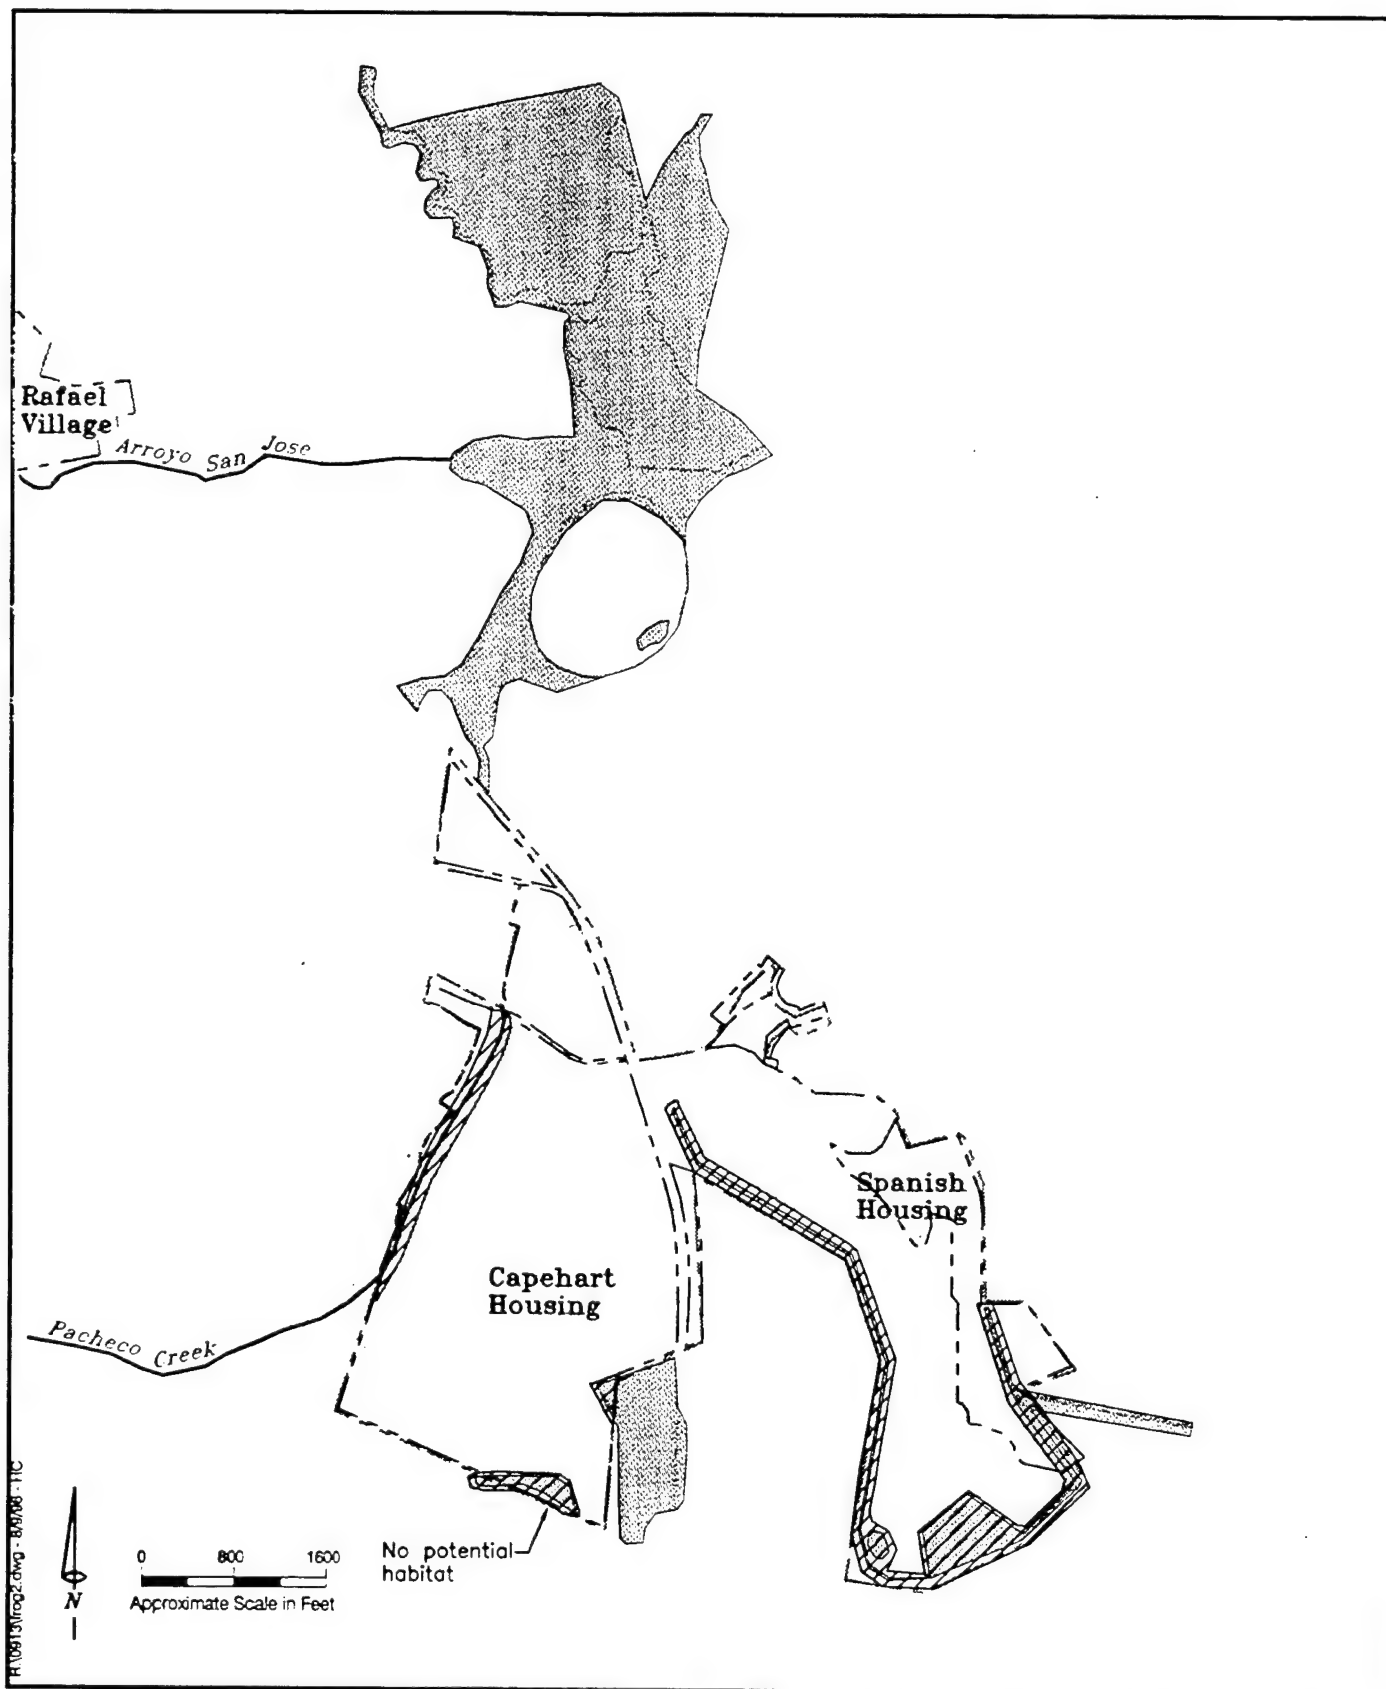 Rafael
Village
Arroyo San Jose
Spanish
Housing
Capehart
Housing
Pacheco Creek
No potential
habitat
0 800 1600
Approximate Scale in Feet
N